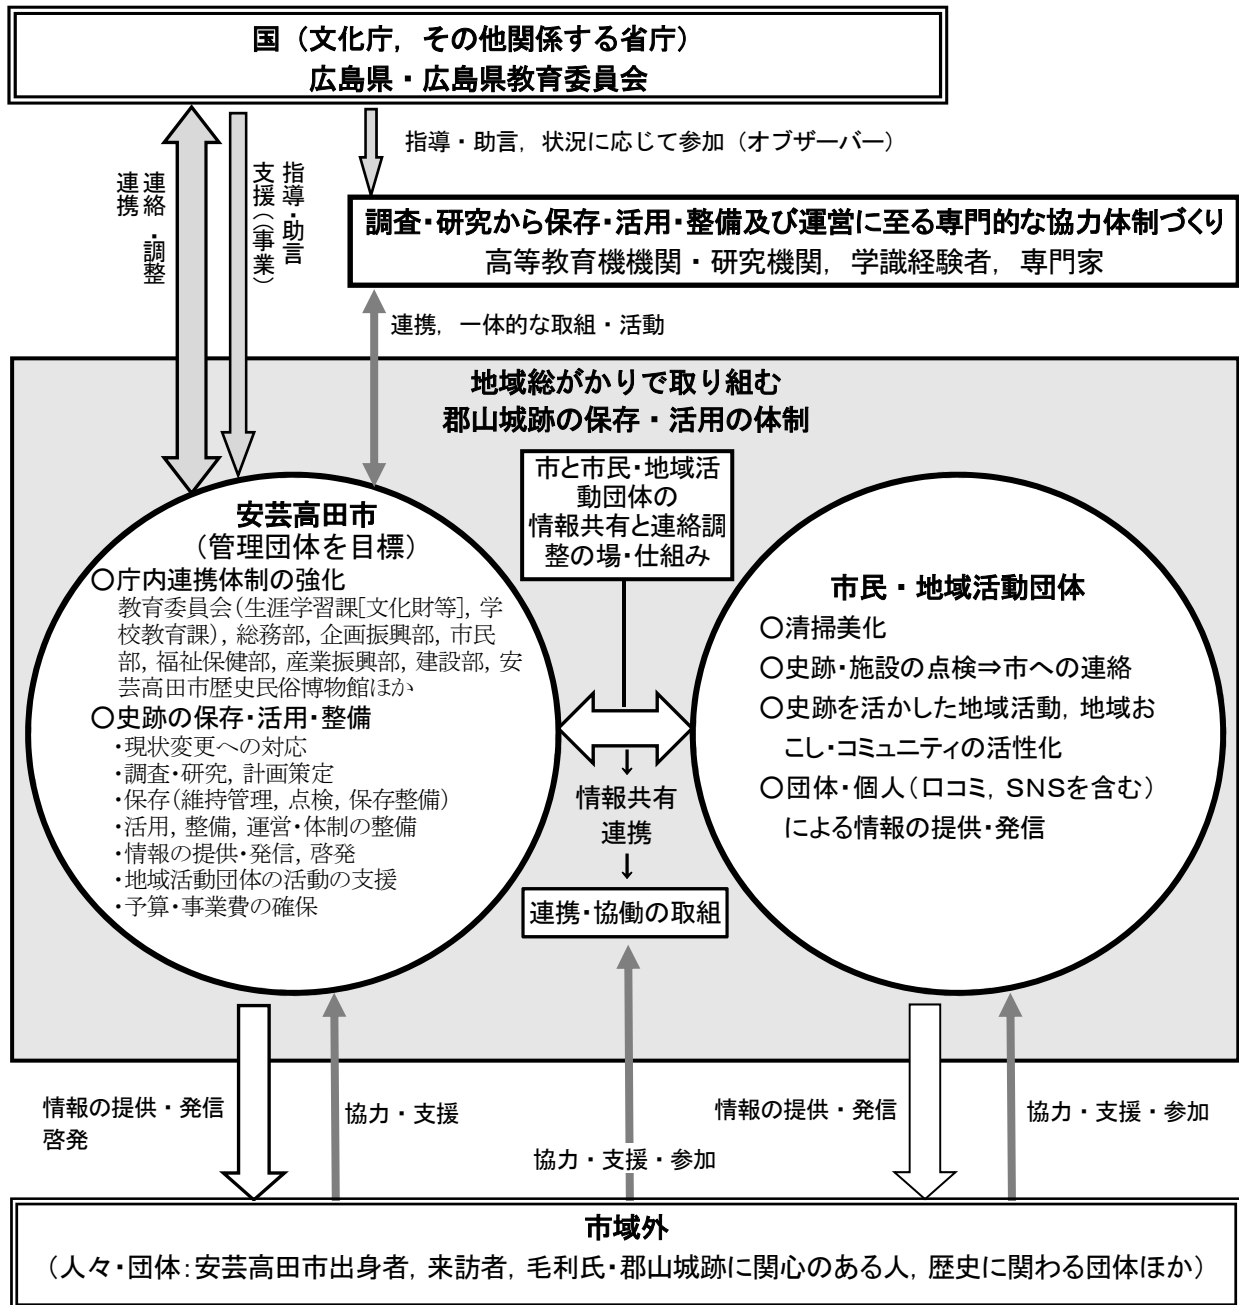 国（文化庁，その他関係する省庁）
広島県・広島県教育委員会
連絡・調整
連携
指導・助言
支援（事業）
指導・助言，状況に応じて参加（オブザーバー）
調査・研究から保存・活用・整備及び運営に至る専門的な協力体制づくり
高等教育機機関・研究機関，学識経験者，専門家
連携，一体的な取組・活動
地域総がかりで取り組む
郡山城跡の保存・活用の体制
市と市民・地域活
動団体の
情報共有と連絡調
整の場・仕組み
安芸高田市
（管理団体を目標）
○庁内連携体制の強化
教育委員会（生涯学習課[文化財等]，学
校教育課），総務部，企画振興部，市民
部，福祉保健部，産業振興部，建設部，安
芸高田市歴史民俗博物館ほか
○史跡の保存・活用・整備
・現状変更への対応
・調査・研究，計画策定
・保存（維持管理，点検，保存整備）
・活用，整備，運営・体制の整備
・情報の提供・発信，啓発
・地域活動団体の活動の支援
・予算・事業費の確保
↓
情報共有
連携
↓
連携・協働の取組
市民・地域活動団体
○清掃美化
○史跡・施設の点検⇒市への連絡
○史跡を活かした地域活動，地域お
こし・コミュニティの活性化
○団体・個人（口コミ，SNSを含む）
による情報の提供・発信
情報の提供・発信
啓発
協力・支援
協力・支援・参加
情報の提供・発信
協力・支援・参加
市域外
（人々・団体：安芸高田市出身者，来訪者，毛利氏・郡山城跡に関心のある人，歴史に関わる団体ほか）